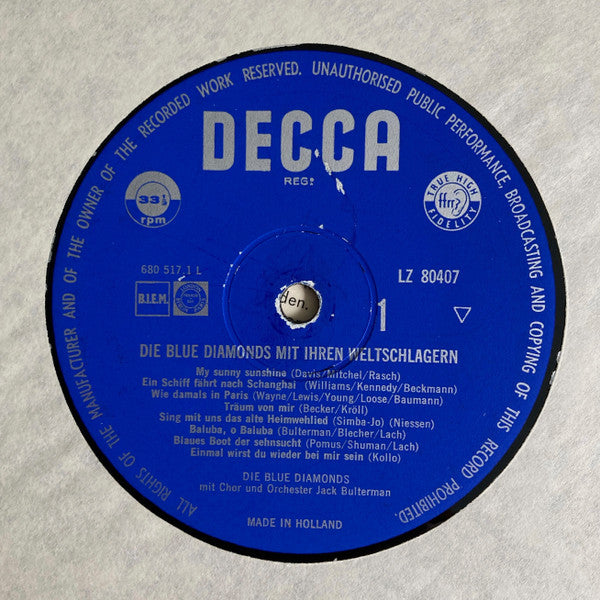 ALL RIGHTS OF THE MANUFACTURER AND OF THE OWNER OF THE RECORDED WORK RESERVED. UNAUTHORISED PUBLIC PERFORMANCE, BROADCASTING AND COPYING OF THIS RECORD PROHIBITED.
DECCA
REGD
33⅓
rpm
TRUE HIGH
ffrr
FIDELITY
680 517.1 L
LZ 80407
B.I.E.M.
den.
1
DIE BLUE DIAMONDS MIT IHREN WELTSCHLAGERN
My sunny sunshine (Davis/Mitchel/Rasch)
Ein Schiff fährt nach Schanghai (Williams/Kennedy/Beckmann)
Wie damals in Paris (Wayne/Lewis/Young/Loose/Baumann)
Träum von mir (Becker/Kröll)
Sing mit uns das alte Heimwehlied (Simba-Jo) (Niessen)
Baluba, o Baluba (Bulterman/Blecher/Lach)
Blaues Boot der sehnsucht (Pomus/Shuman/Lach)
Einmal wirst du wieder bei mir sein (Kollo)
DIE BLUE DIAMONDS
mit Chor und Orchester Jack Bulterman
MADE IN HOLLAND